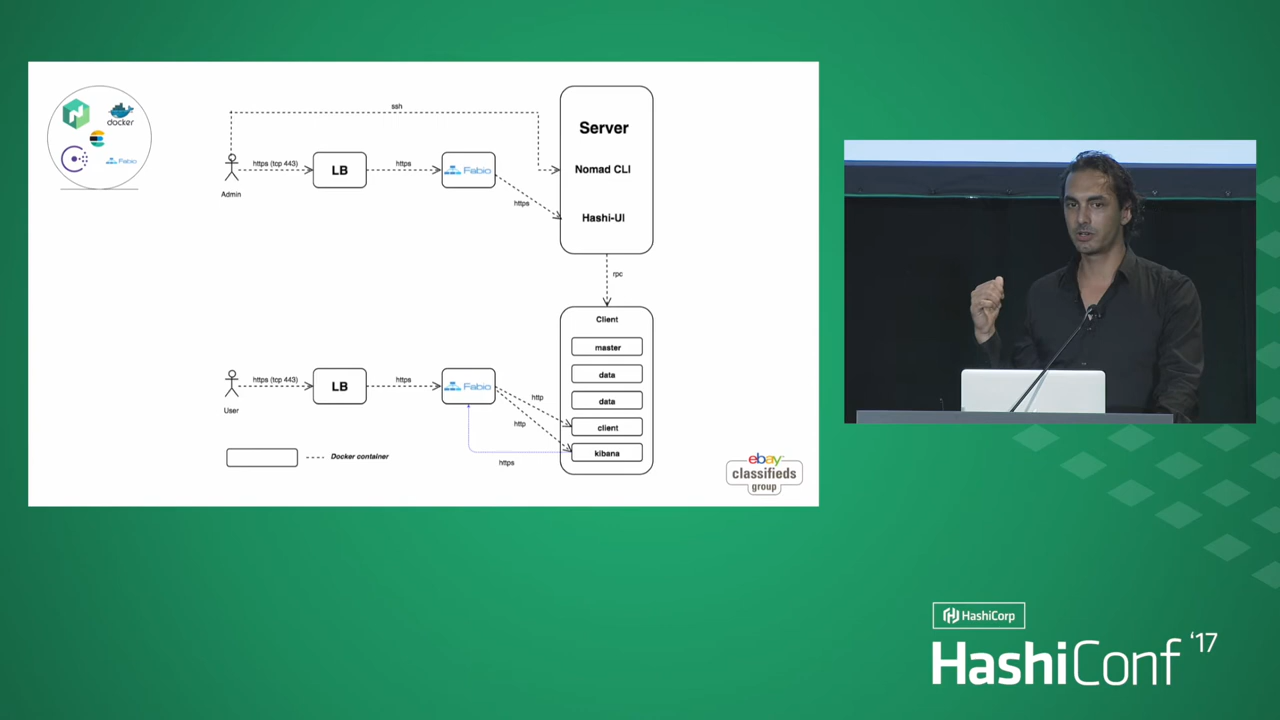 docker
Fabio
ssh
https (tcp 443)
LB
https
Fabio
https
Admin
Server
Nomad CLI
Hashi-UI
rpc
Client
master
data
data
client
kibana
https (tcp 443)
LB
https
Fabio
http
http
https
User
Docker container
ebay
classifieds
group
HashiCorp
HashiConf '17